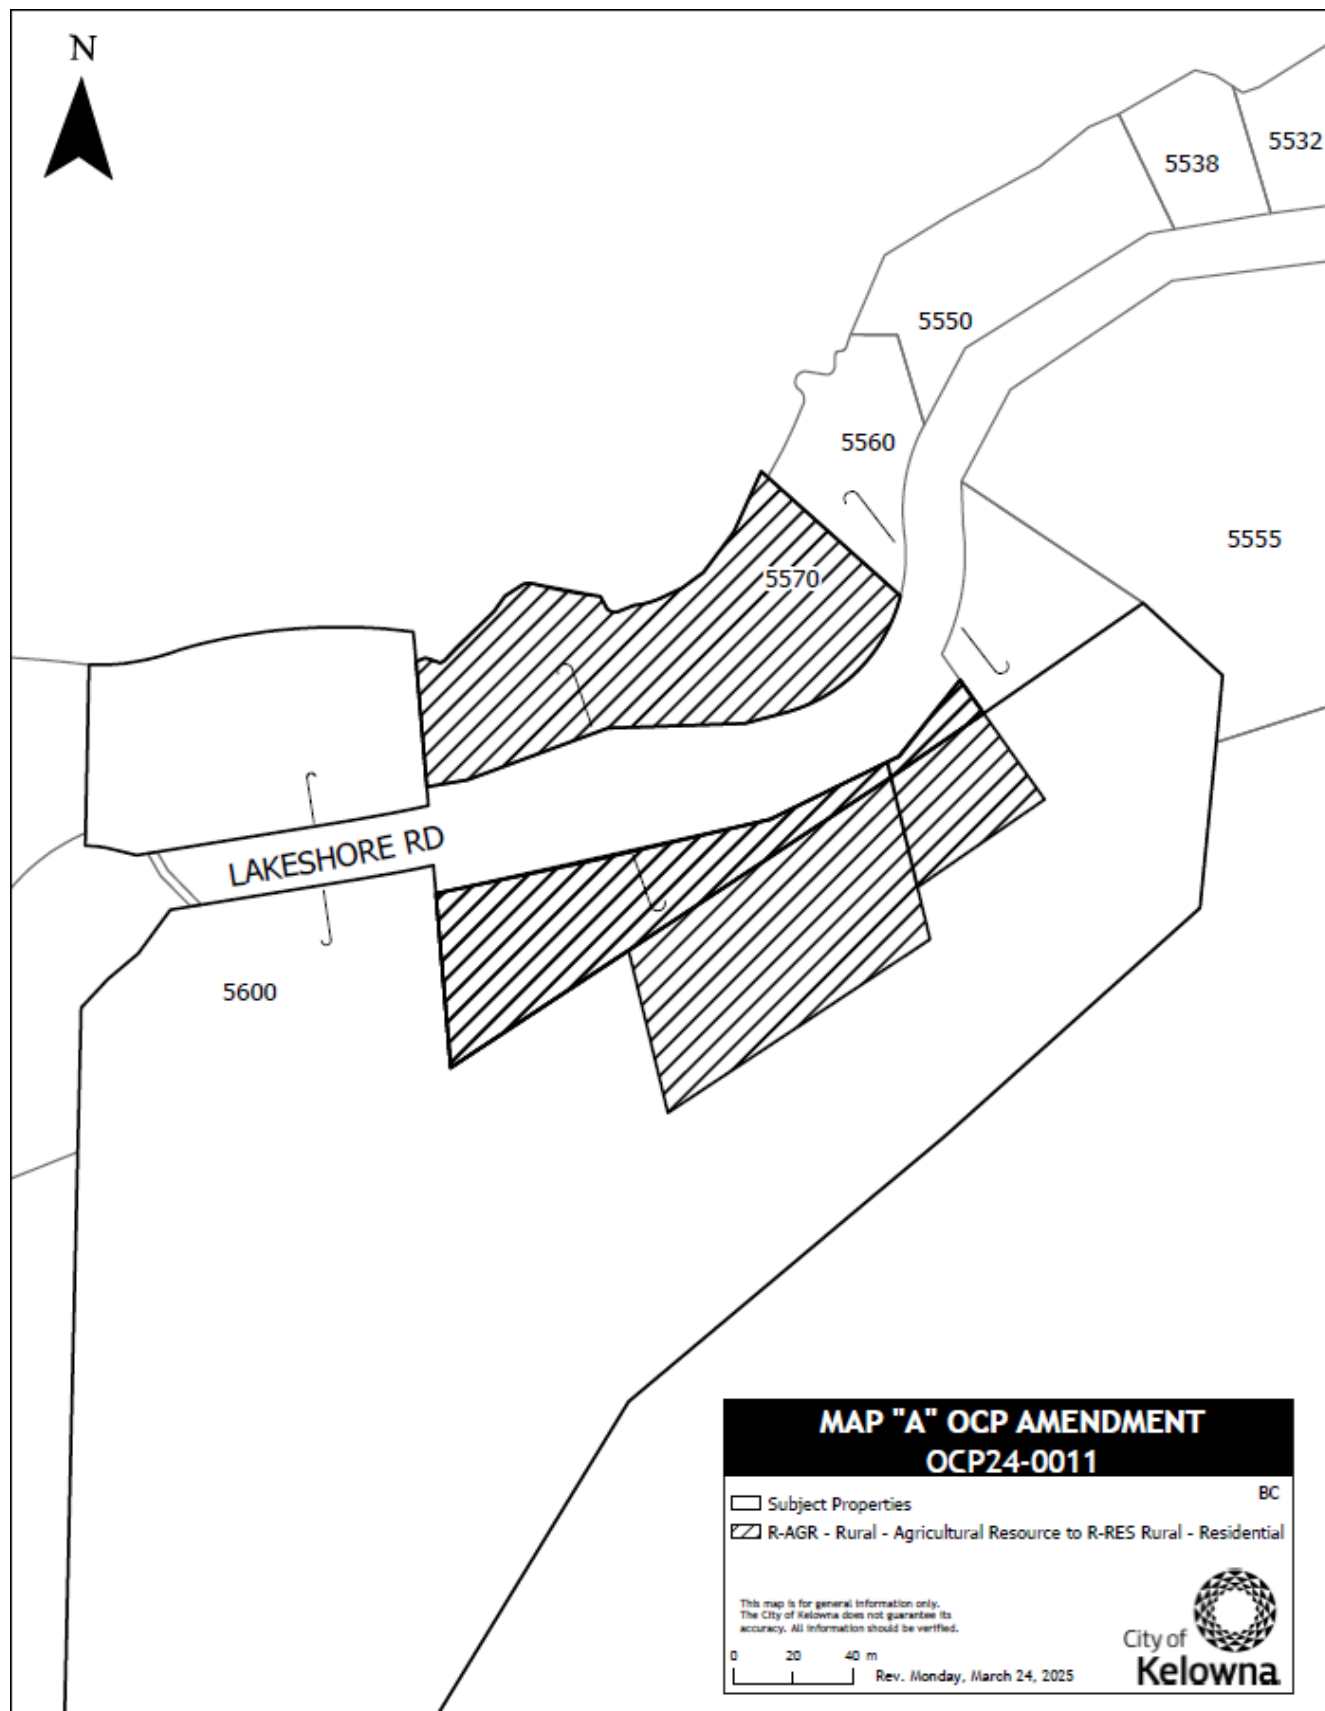 N
5532
5538
5550
5560
5555
5570
LAKESHORE RD
5600
MAP "A" OCP AMENDMENT
OCP24-0011
BC
Subject Properties
R-AGR - Rural - Agricultural Resource to R-RES Rural - Residential
This map is for general information only.
The City of Kelowna does not guarantee its
accuracy. All information should be verified.
0 20 40 m
Rev. Monday, March 24, 2025
City of
Kelowna